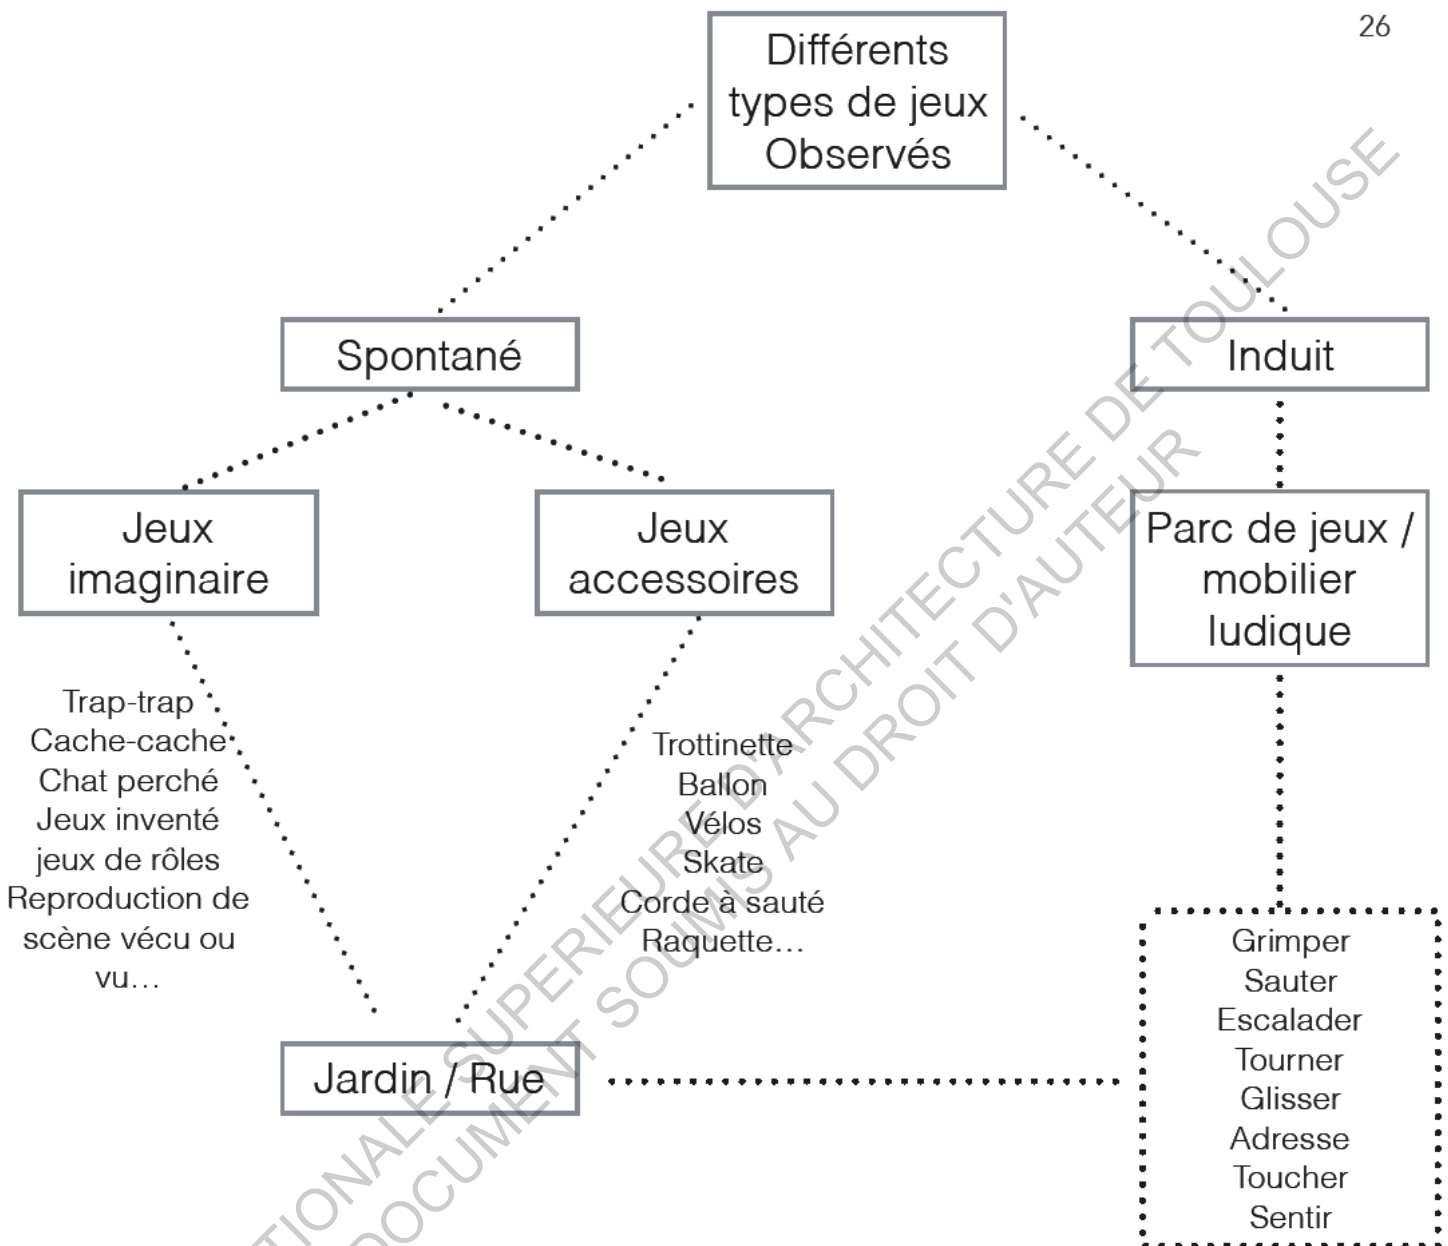 26
Différents
types de jeux
Observés
Spontané
Induit
Jeux
imaginaire
Jeux
accessoires
Parc de jeux /
mobilier
ludique
Trap-trap
Cache-cache
Chat perché
Jeux inventé
jeux de rôles
Reproduction de
scène vécu ou
vu…
Trottinette
Ballon
Vélos
Skate
Corde à sauté
Raquette…
Jardin / Rue
Grimper
Sauter
Escalader
Tourner
Glisser
Adresse
Toucher
Sentir
SUPERIEURE D'ARCHITECTURE DE TOULOUSE
DOCUMENT SOUMIS AU DROIT D'AUTEUR